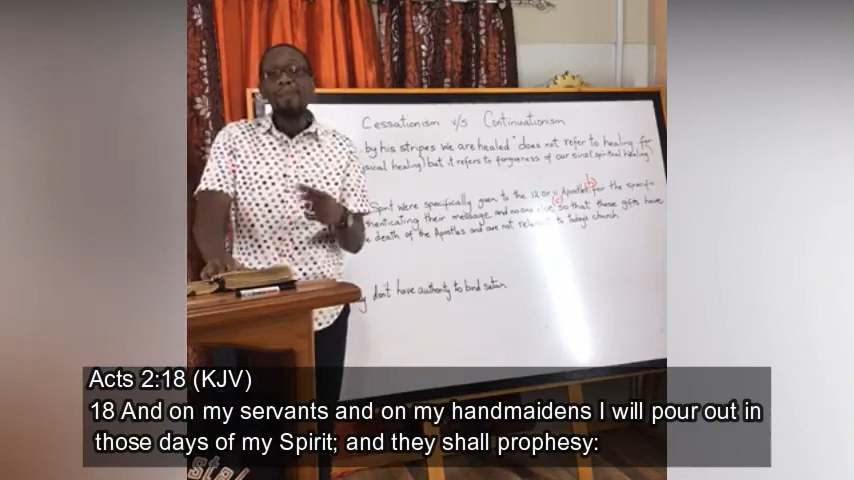 Cessationism v/s Continuationism
by his stripes we are healed" does not refer to healing for
sical healing) but it refers to forgiveness of our sins( spiritual healing)
Spirit were specifically given to the 12 or Apostles for the specific
(b)
(c)
thenticating their message and no one else, so that these gifts have
e death of the Apostles and are not relevant to today's church
y don't have authority to bind satan
Acts 2:18 (KJV)
18 And on my servants and on my handmaidens I will pour out in
those days of my Spirit; and they shall prophesy: